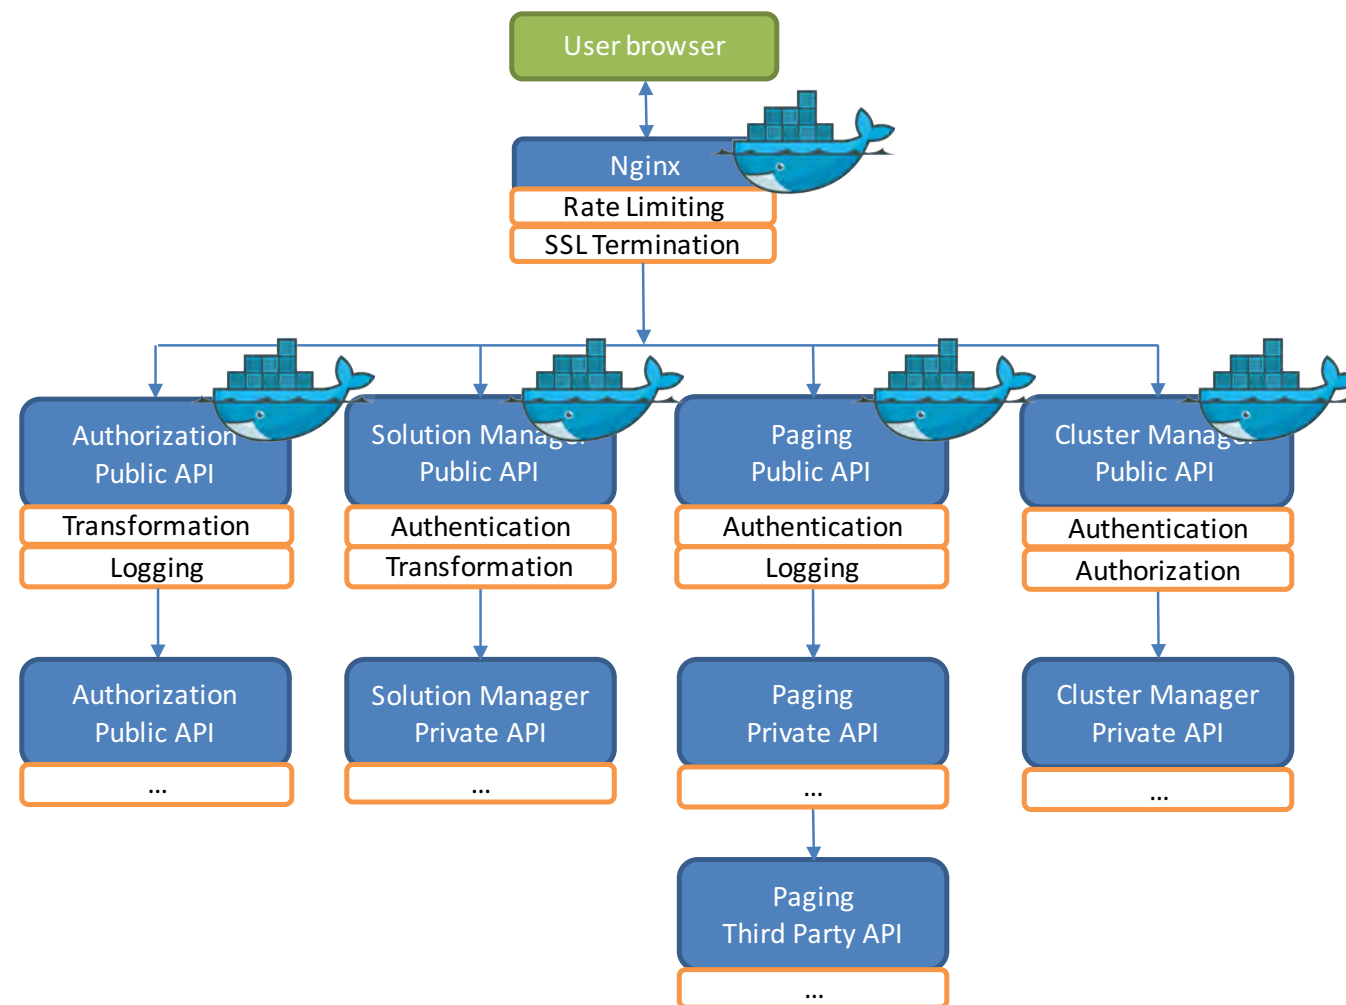 User browser
Nginx
Rate Limiting
SSL Termination
Authorization
Public API
Transformation
Logging
Solution Manager
Public API
Authentication
Transformation
Paging
Public API
Authentication
Logging
Cluster Manager
Public API
Authentication
Authorization
Authorization
Public API
...
Solution Manager
Private API
...
Paging
Private API
...
Cluster Manager
Private API
...
Paging
Third Party API
...